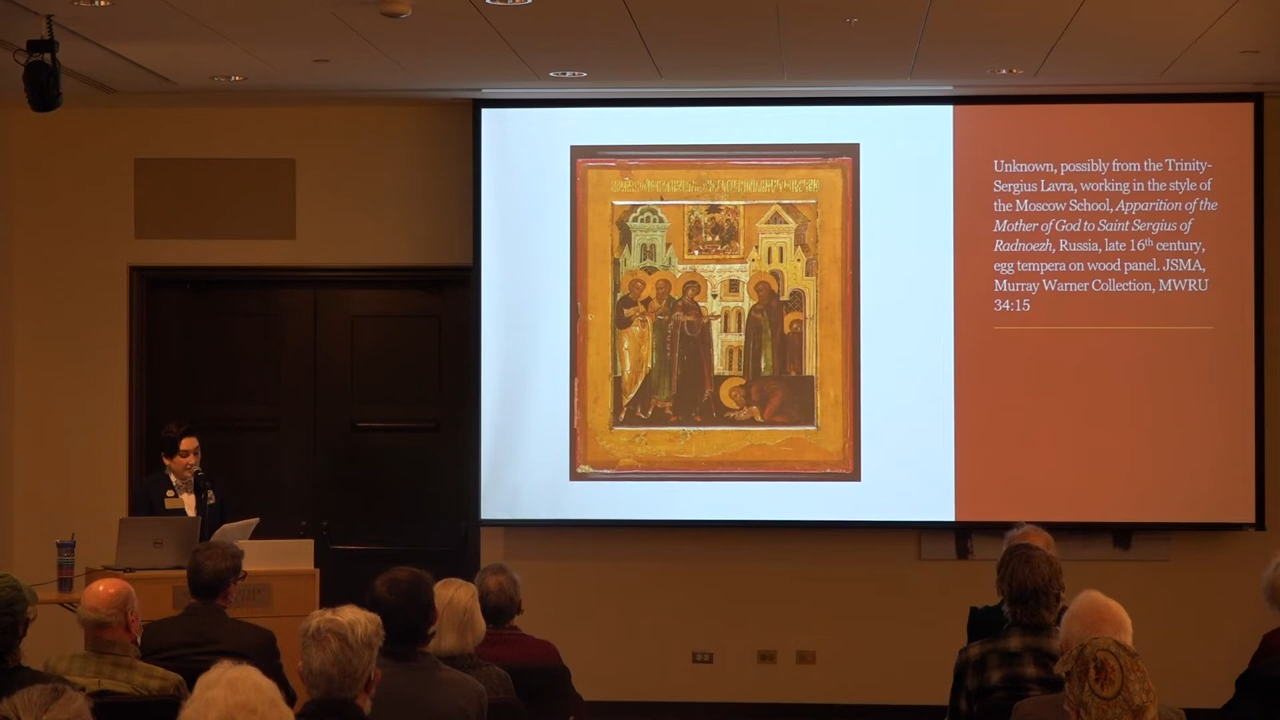 Unknown, possibly from the Trinity-
Sergius Lavra, working in the style of
the Moscow School, Apparition of the
Mother of God to Saint Sergius of
Radnoezh, Russia, late 16th century,
egg tempera on wood panel. JSMA,
Murray Warner Collection, MWRU
34:15